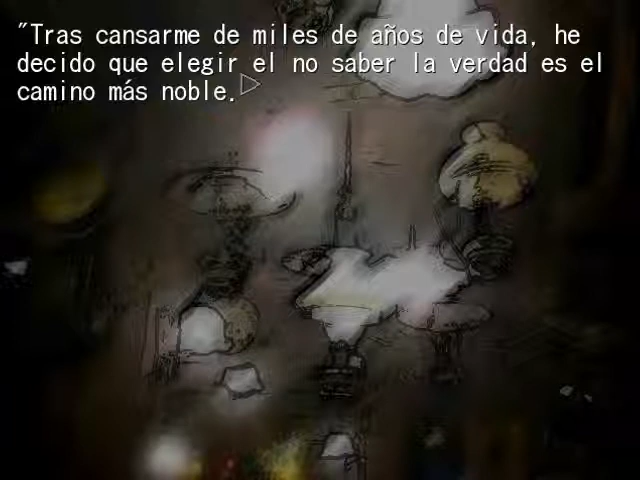 "Tras cansarme de miles de años de vida, he
decido que elegir el no saber la verdad es el
camino más noble.